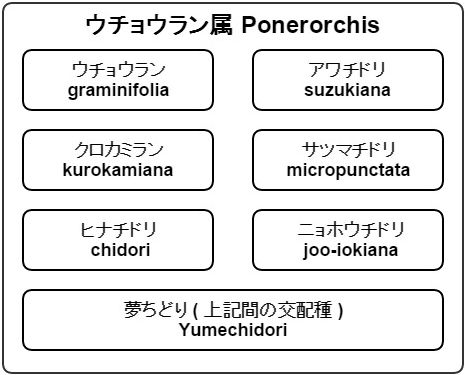 ウチョウラン属 Ponerorchis
ウチョウラン
graminifolia
アワチドリ
suzukiana
クロカミラン
kurokamiana
サツマチドリ
micropunctata
ヒナチドリ
chidori
ニョホウチドリ
joo-iokiana
夢ちどり ( 上記間の交配種 )
Yumechidori